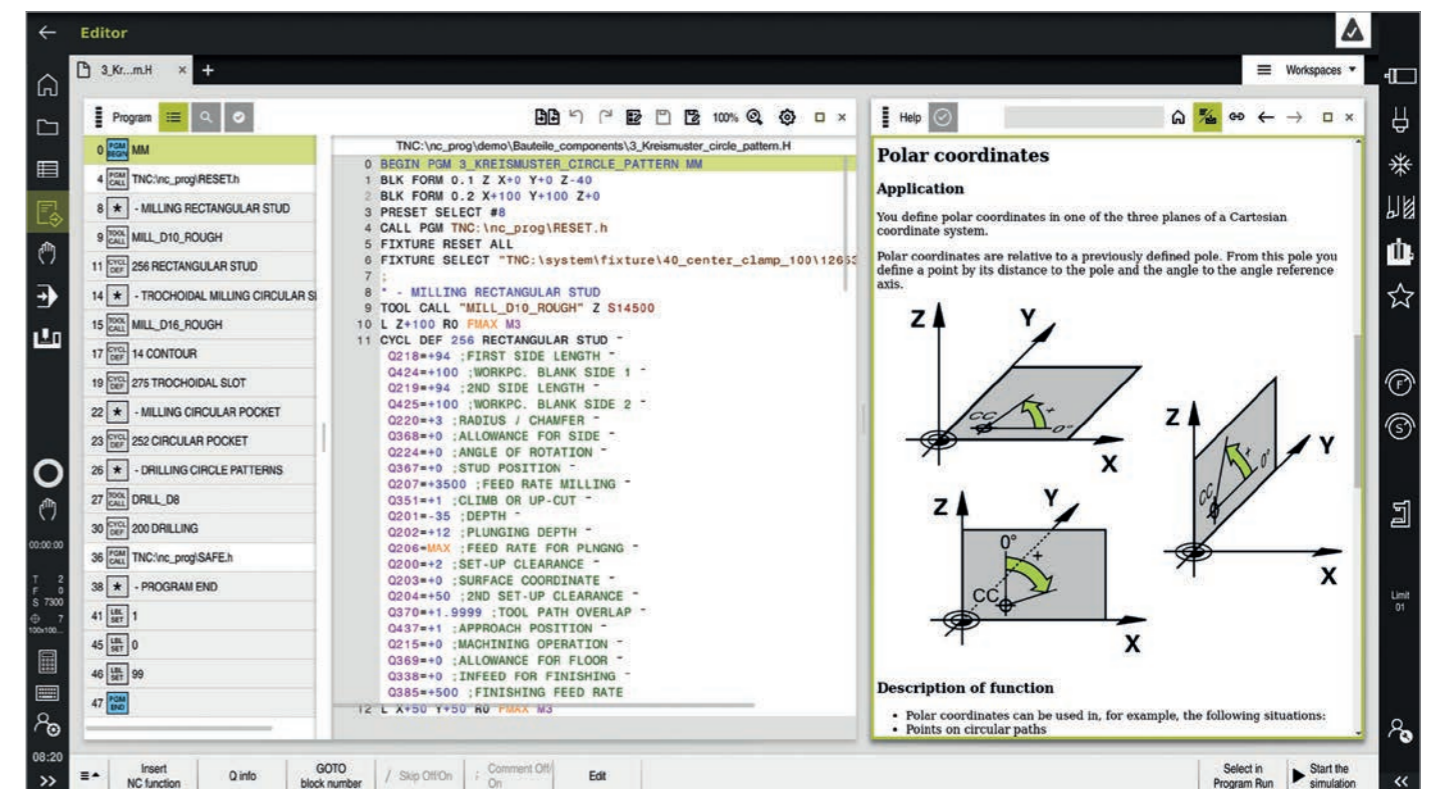 Editor
3_Kr...m.H × +
Workspaces
Program
100%
Help
0 PGM BEGIN MM
4 PGM CALL TNC:\nc_prog\RESET.h
8 * - MILLING RECTANGULAR STUD
9 TOOL CALL MILL_D10_ROUGH
11 CYCL DEF 256 RECTANGULAR STUD
14 * - TROCHOIDAL MILLING CIRCULAR
15 TOOL CALL MILL_D16_ROUGH
17 CYCL DEF 14 CONTOUR
19 CYCL DEF 275 TROCHOIDAL SLOT
22 * - MILLING CIRCULAR POCKET
23 CYCL DEF 252 CIRCULAR POCKET
26 * - DRILLING CIRCLE PATTERNS
27 TOOL CALL DRILL_D8
30 CYCL DEF 200 DRILLING
36 PGM CALL TNC:\nc_prog\SAFE.h
38 * - PROGRAM END
41 LBL SET 1
45 LBL SET 0
46 LBL SET 99
47 PGM END
TNC:\nc_prog\demo\Bauteile_components\3_Kreismuster_circle_pattern.H
0 BEGIN PGM 3_KREISMUSTER_CIRCLE_PATTERN MM
1 BLK FORM 0.1 Z X+0 Y+0 Z-40
2 BLK FORM 0.2 X+100 Y+100 Z+0
3 PRESET SELECT #8
4 CALL PGM TNC:\nc_prog\RESET.h
5 FIXTURE RESET ALL
6 FIXTURE SELECT "TNC:\system\fixture\40_center_clamp_100\12653
7 ;
8 * - MILLING RECTANGULAR STUD
9 TOOL CALL "MILL_D10_ROUGH" Z S14500
10 L Z+100 R0 FMAX M3
11 CYCL DEF 256 RECTANGULAR STUD ~
Q218=+94 ;FIRST SIDE LENGTH ~
Q424=+100 ;WORKPC. BLANK SIDE 1 ~
Q219=+94 ;2ND SIDE LENGTH ~
Q425=+100 ;WORKPC. BLANK SIDE 2 ~
Q220=+3 ;RADIUS / CHAMFER ~
Q368=+0 ;ALLOWANCE FOR SIDE ~
Q224=+0 ;ANGLE OF ROTATION ~
Q367=+0 ;STUD POSITION ~
Q207=+3500 ;FEED RATE MILLING ~
Q351=+1 ;CLIMB OR UP-CUT ~
Q201=-35 ;DEPTH ~
Q202=+12 ;PLUNGING DEPTH ~
Q206=MAX ;FEED RATE FOR PLNGNG ~
Q200=+2 ;SET-UP CLEARANCE ~
Q203=+0 ;SURFACE COORDINATE ~
Q204=+50 ;2ND SET-UP CLEARANCE ~
Q370=+1.9999 ;TOOL PATH OVERLAP ~
Q437=+1 ;APPROACH POSITION ~
Q215=+0 ;MACHINING OPERATION ~
Q369=+0 ;ALLOWANCE FOR FLOOR ~
Q338=+0 ;INFEED FOR FINISHING ~
Q385=+500 ;FINISHING FEED RATE
12 L X+50 Y+50 R0 FMAX M3
Polar coordinates
Application
You define polar coordinates in one of the three planes of a Cartesian
coordinate system.
Polar coordinates are relative to a previously defined pole. From this pole you
define a point by its distance to the pole and the angle to the angle reference
axis.
Z Y
CC + 0°
X
Z Y
CC + 0°
X
Z Y
0° +
CC
X
Description of function
• Polar coordinates can be used in, for example, the following situations:
• Points on circular paths
00:00:00
T 2
F 0
S 7300
7
100x100...
08:20
F
S
Limit
01
Insert
NC function
Q info
GOTO
block number
/ Skip Off/On
; Comment Off/
On
Edit
Select in
Program Run
Start the
simulation